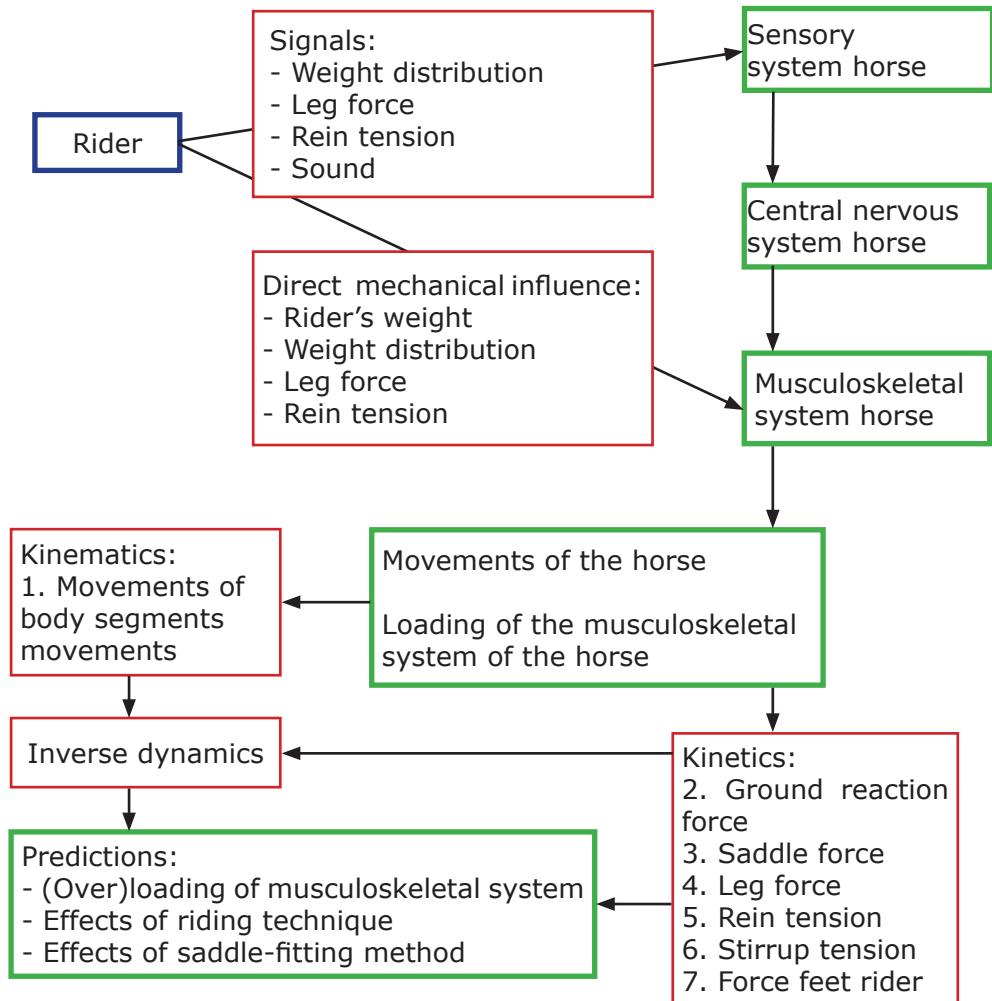 Signals:
- Weight distribution
- Leg force
- Rein tension
- Sound
Sensory
system horse
Rider
Central nervous
system horse
Direct mechanical influence:
- Rider's weight
- Weight distribution
- Leg force
- Rein tension
Musculoskeletal
system horse
Kinematics:
1. Movements of
body segments
movements
Movements of the horse
Loading of the musculoskeletal
system of the horse
Inverse dynamics
Kinetics:
2. Ground reaction
force
3. Saddle force
4. Leg force
5. Rein tension
6. Stirrup tension
7. Force feet rider
Predictions:
- (Over)loading of musculoskeletal system
- Effects of riding technique
- Effects of saddle-fitting method